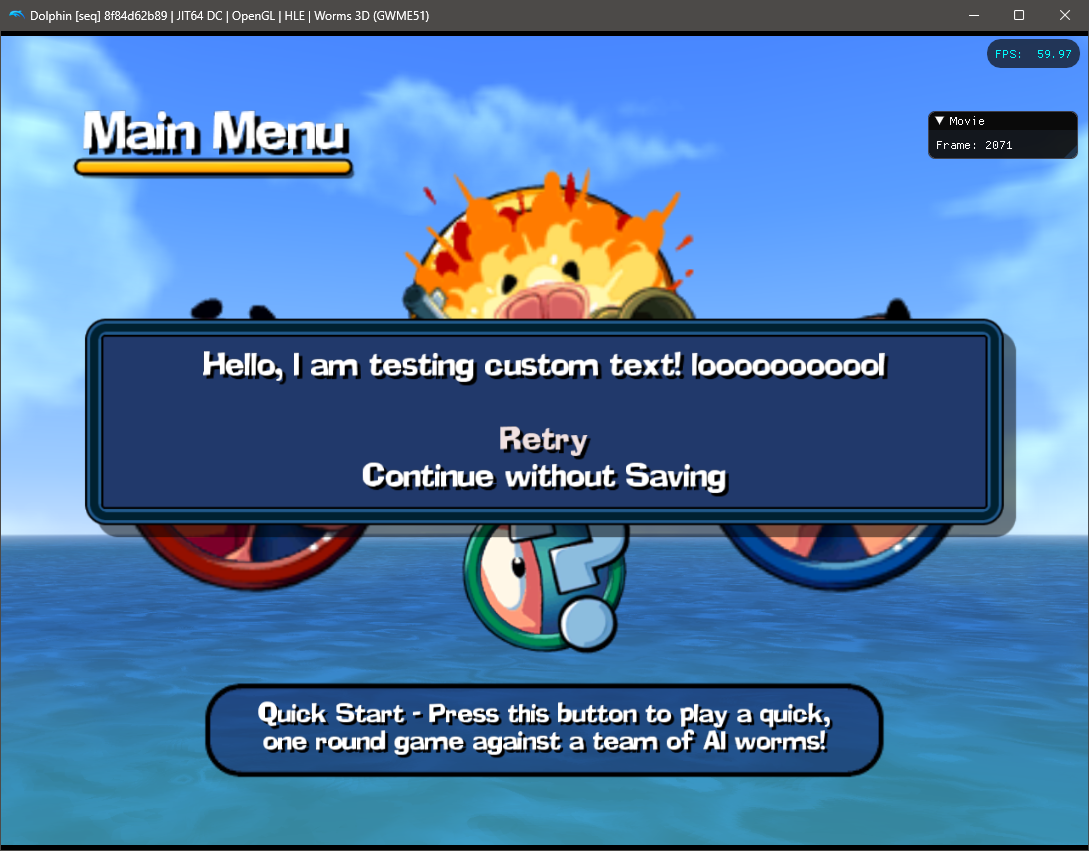 Dolphin [seq] 8f84d62b89 | JIT64 DC | OpenGL | HLE | Worms 3D (GWME51)
FPS: 59.97
Main Menu
▼ Movie
Frame: 2071
Hello, I am testing custom text! looooooooool
Retry
Continue without Saving
Quick Start - Press this button to play a quick,
one round game against a team of AI worms!